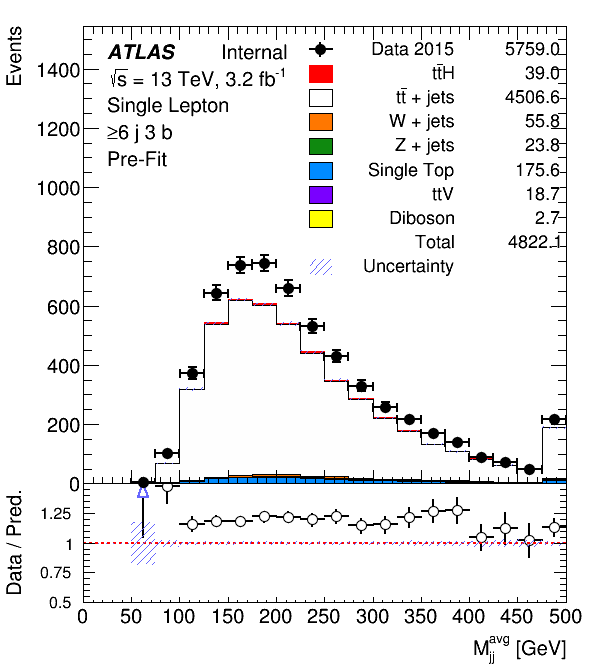 ATLAS Internal
√s = 13 TeV, 3.2 fb⁻¹
Single Lepton
≥6 j 3 b
Pre-Fit
Data 2015 5759.0
tt̄H 39.0
tt̄ + jets 4506.6
W + jets 55.8
Z + jets 23.8
Single Top 175.6
ttV 18.7
Diboson 2.7
Total 4822.1
Uncertainty
Events
1400
1200
1000
800
600
400
200
0
Data / Pred.
1.25
1
0.75
0.5
0 50 100 150 200 250 300 350 400 450 500
M_jj^avg [GeV]